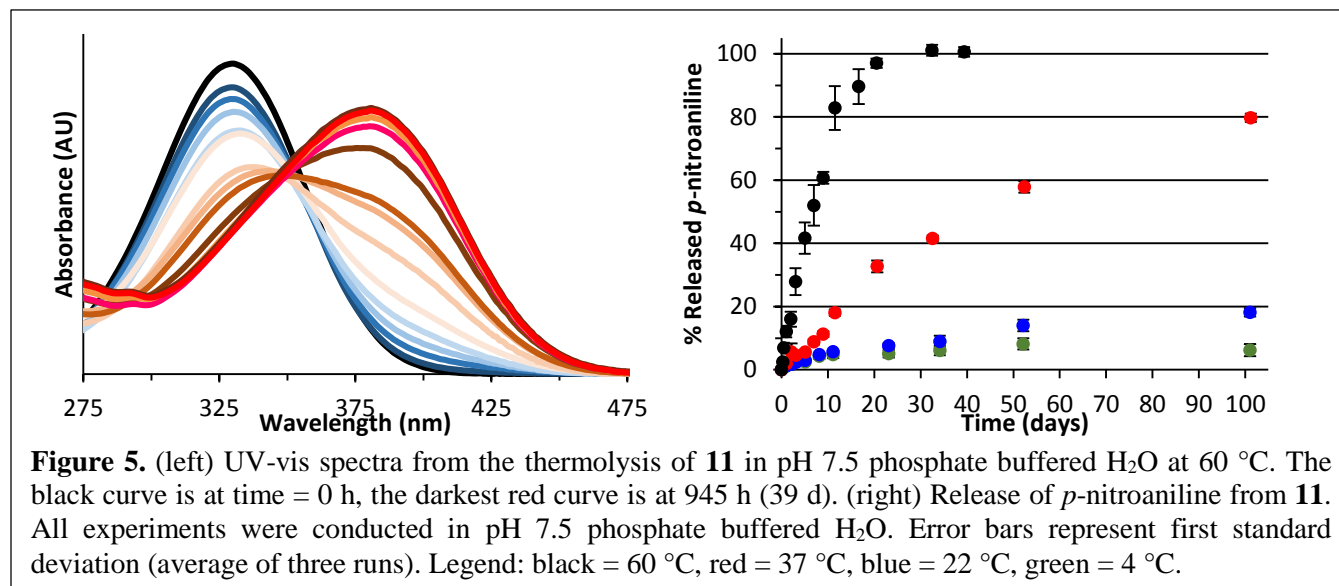 Absorbance (AU)
275
325
375
425
475
Wavelength (nm)
% Released p-nitroaniline
100
80
60
40
20
0
0 10 20 30 40 50 60 70 80 90 100
Time (days)
Figure 5. (left) UV-vis spectra from the thermolysis of 11 in pH 7.5 phosphate buffered H₂O at 60 °C. The
black curve is at time = 0 h, the darkest red curve is at 945 h (39 d). (right) Release of p-nitroaniline from 11.
All experiments were conducted in pH 7.5 phosphate buffered H₂O. Error bars represent first standard
deviation (average of three runs). Legend: black = 60 °C, red = 37 °C, blue = 22 °C, green = 4 °C.